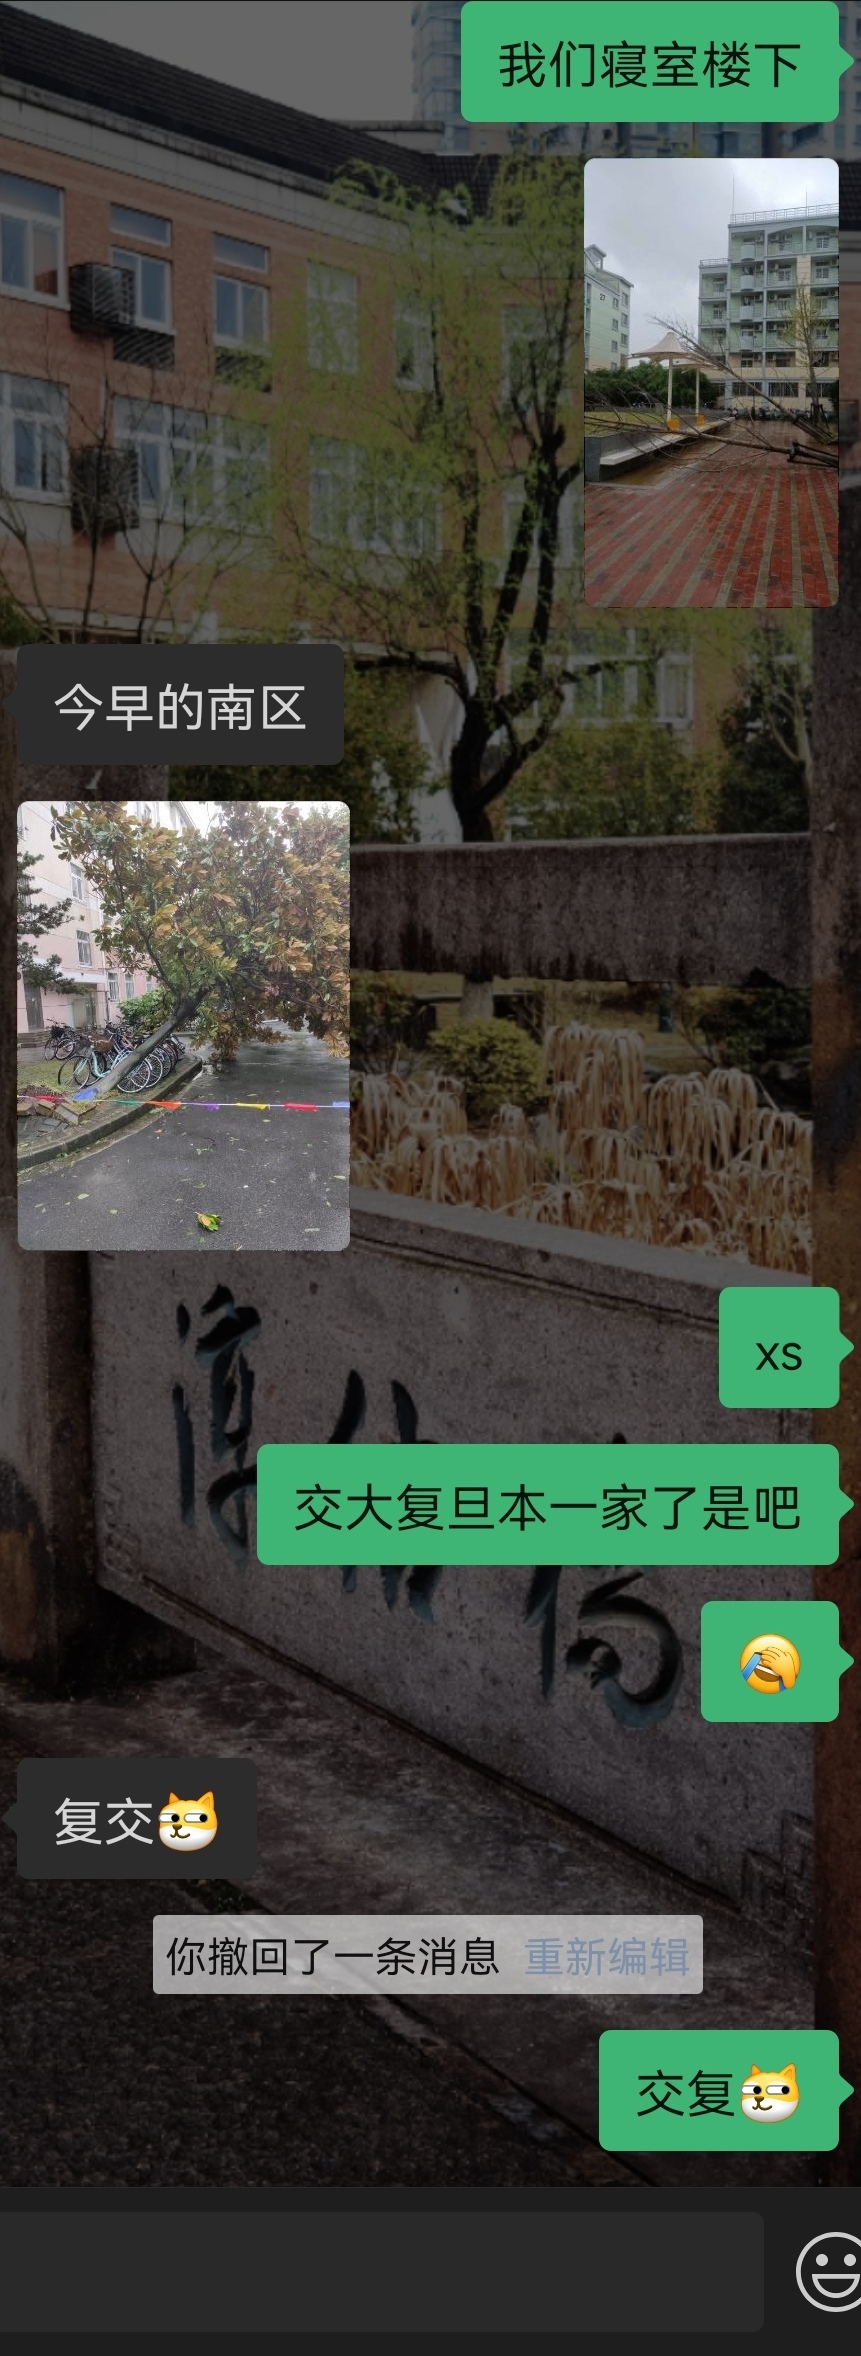 我们寝室楼下
27
今早的南区
xs
交大复旦本一家了是吧
🤦
复交
你撤回了一条消息 重新编辑
交复